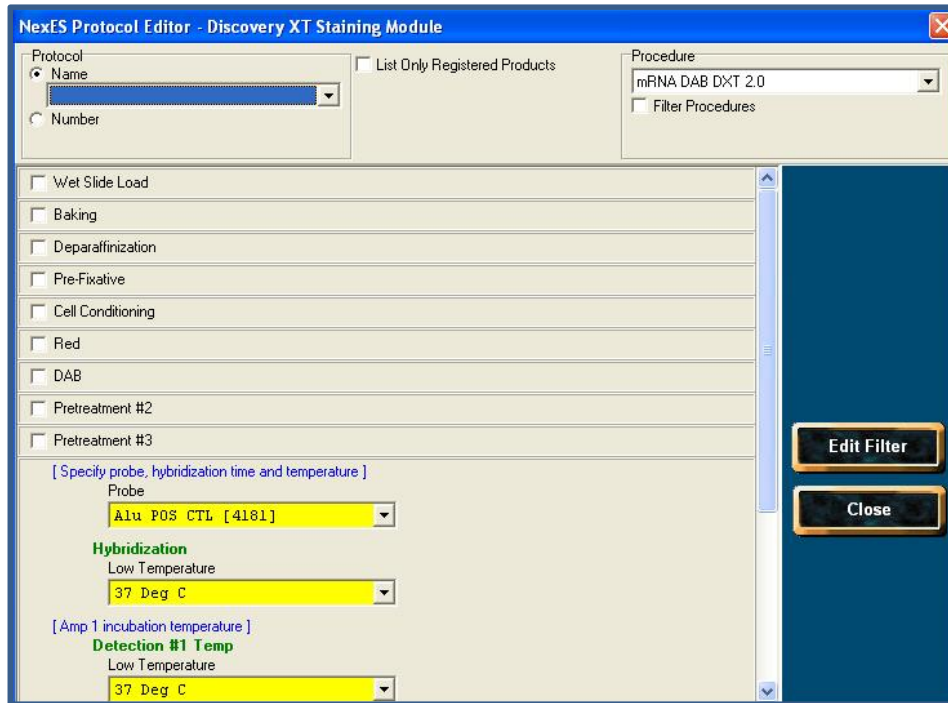 NexES Protocol Editor - Discovery XT Staining Module
Protocol
Name
Number
List Only Registered Products
Procedure
mRNA DAB DXT 2.0
Filter Procedures
Wet Slide Load
Baking
Deparaffinization
Pre-Fixative
Cell Conditioning
Red
DAB
Pretreatment #2
Pretreatment #3
[ Specify probe, hybridization time and temperature ]
Probe
Alu POS CTL [4181]
Hybridization
Low Temperature
37 Deg C
[ Amp 1 incubation temperature ]
Detection #1 Temp
Low Temperature
37 Deg C
Edit Filter
Close